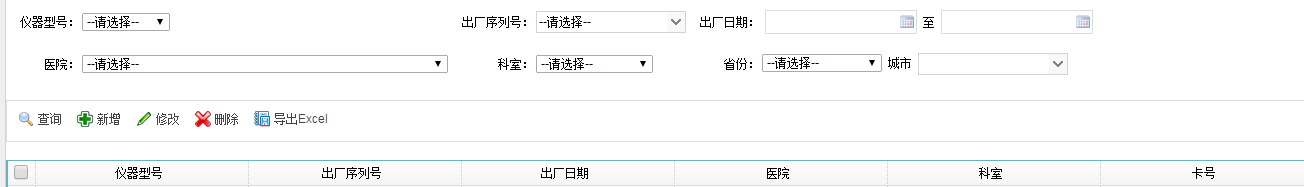 仪器型号: --请选择-- 出厂序列号: --请选择-- 出厂日期: 至
医院: --请选择-- 科室: --请选择-- 省份: --请选择-- 城市
查询 新增 修改 删除 导出Excel
仪器型号 出厂序列号 出厂日期 医院 科室 卡号